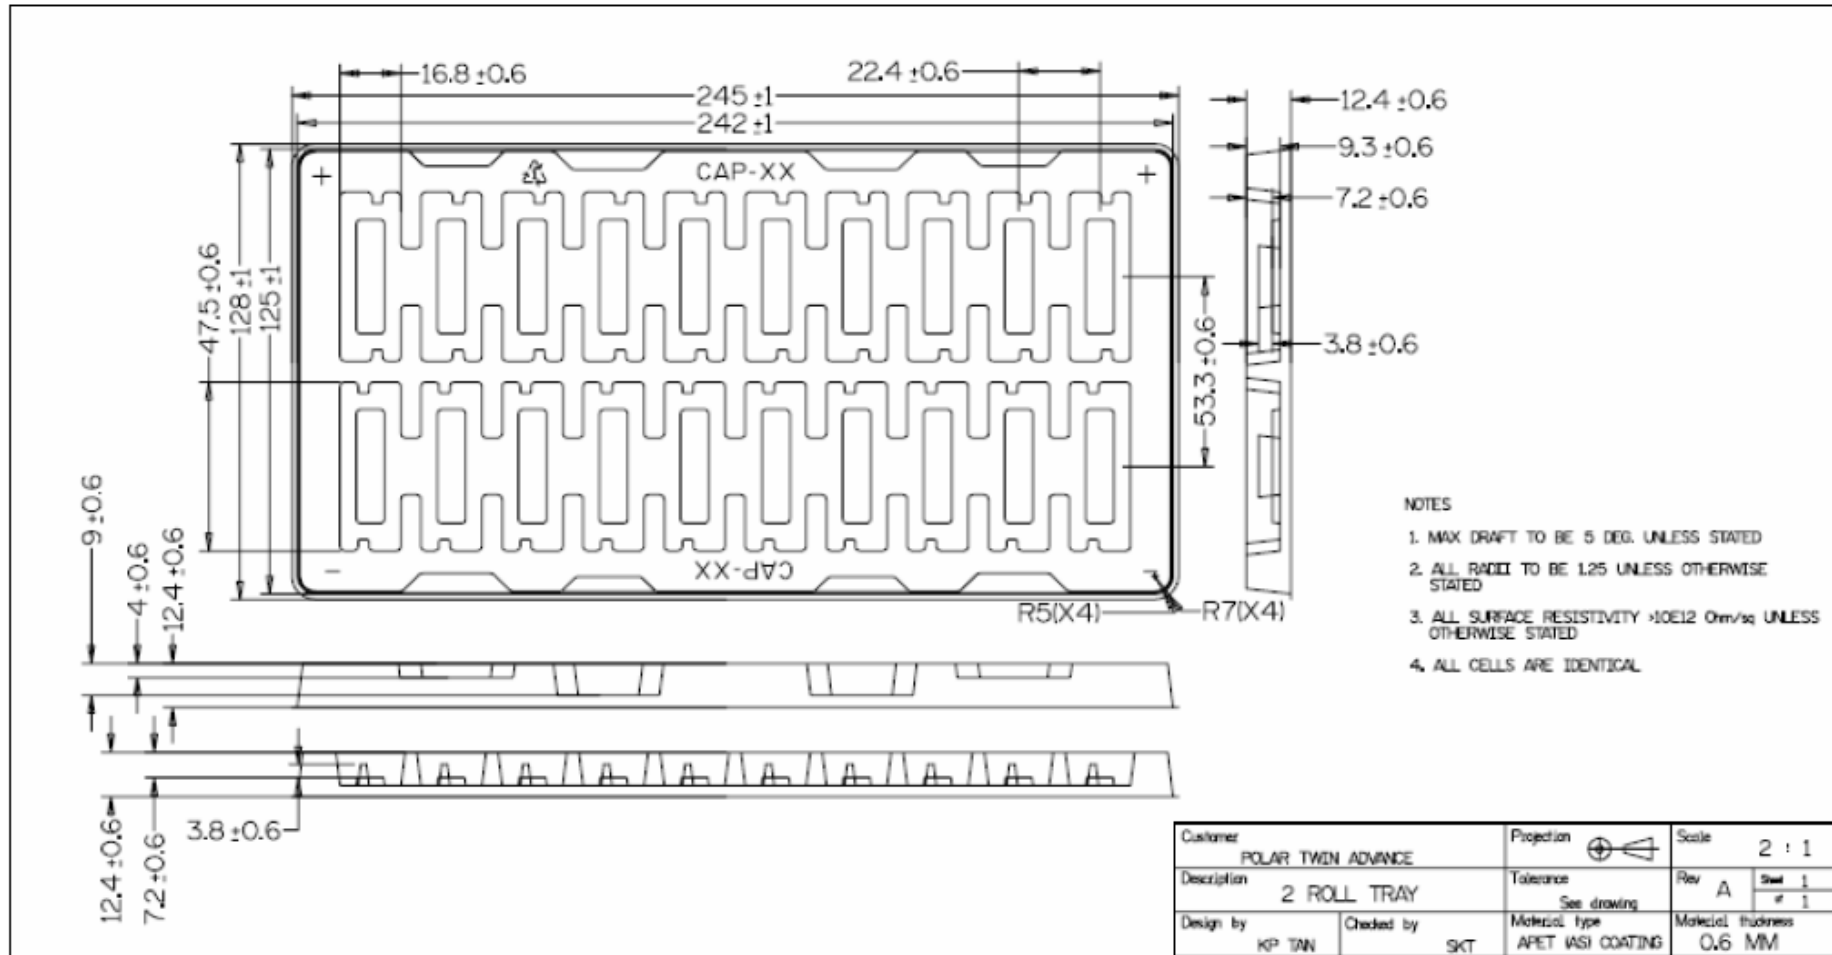 16.8 ±0.6
22.4 ±0.6
245 ±1
242 ±1
12.4 ±0.6
9.3 ±0.6
7.2 ±0.6
3.8 ±0.6
CAP-XX
+
+
47.5 ±0.6
128 ±1
125 ±1
53.3 ±0.6
-
CAP-XX
-
R5(X4)
R7(X4)
9 ±0.6
4 ±0.6
12.4 ±0.6
3.8 ±0.6
12.4 ±0.6
7.2 ±0.6
NOTES
1. MAX DRAFT TO BE 5 DEG. UNLESS STATED
2. ALL RADII TO BE 1.25 UNLESS OTHERWISE
STATED
3. ALL SURFACE RESISTIVITY >10E12 Ohm/sq UNLESS
OTHERWISE STATED
4. ALL CELLS ARE IDENTICAL
Customer
POLAR TWIN ADVANCE
Projection
Scale
2 : 1
Description
2 ROLL TRAY
Tolerance
See drawing
Rev
A
Sheet 1
of 1
Design by
KP TAN
Checked by
SKT
Material type
APET (AS) COATING
Material thickness
0.6 MM